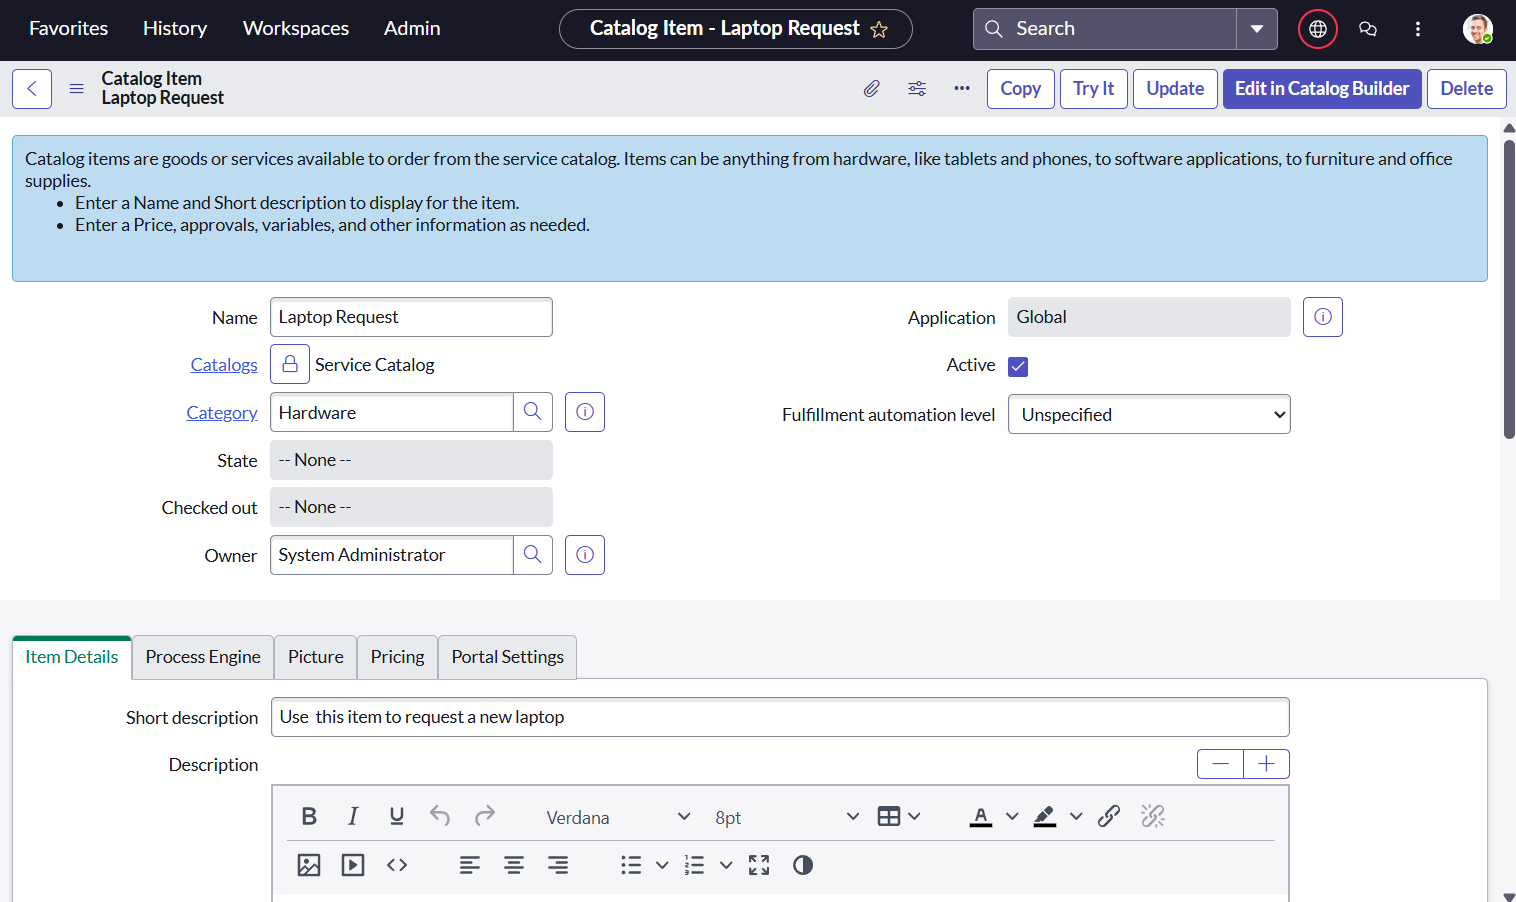 Favorites History Workspaces Admin Catalog Item - Laptop Request Search
Catalog Item
Laptop Request
Copy Try It Update Edit in Catalog Builder Delete
Catalog items are goods or services available to order from the service catalog. Items can be anything from hardware, like tablets and phones, to software applications, to furniture and office
supplies.
• Enter a Name and Short description to display for the item.
• Enter a Price, approvals, variables, and other information as needed.
Name Laptop Request Application Global
Catalogs Service Catalog Active
Category Hardware Fulfillment automation level Unspecified
State -- None --
Checked out -- None --
Owner System Administrator
Item Details Process Engine Picture Pricing Portal Settings
Short description Use  this item to request a new laptop
Description
B I U Verdana 8pt A